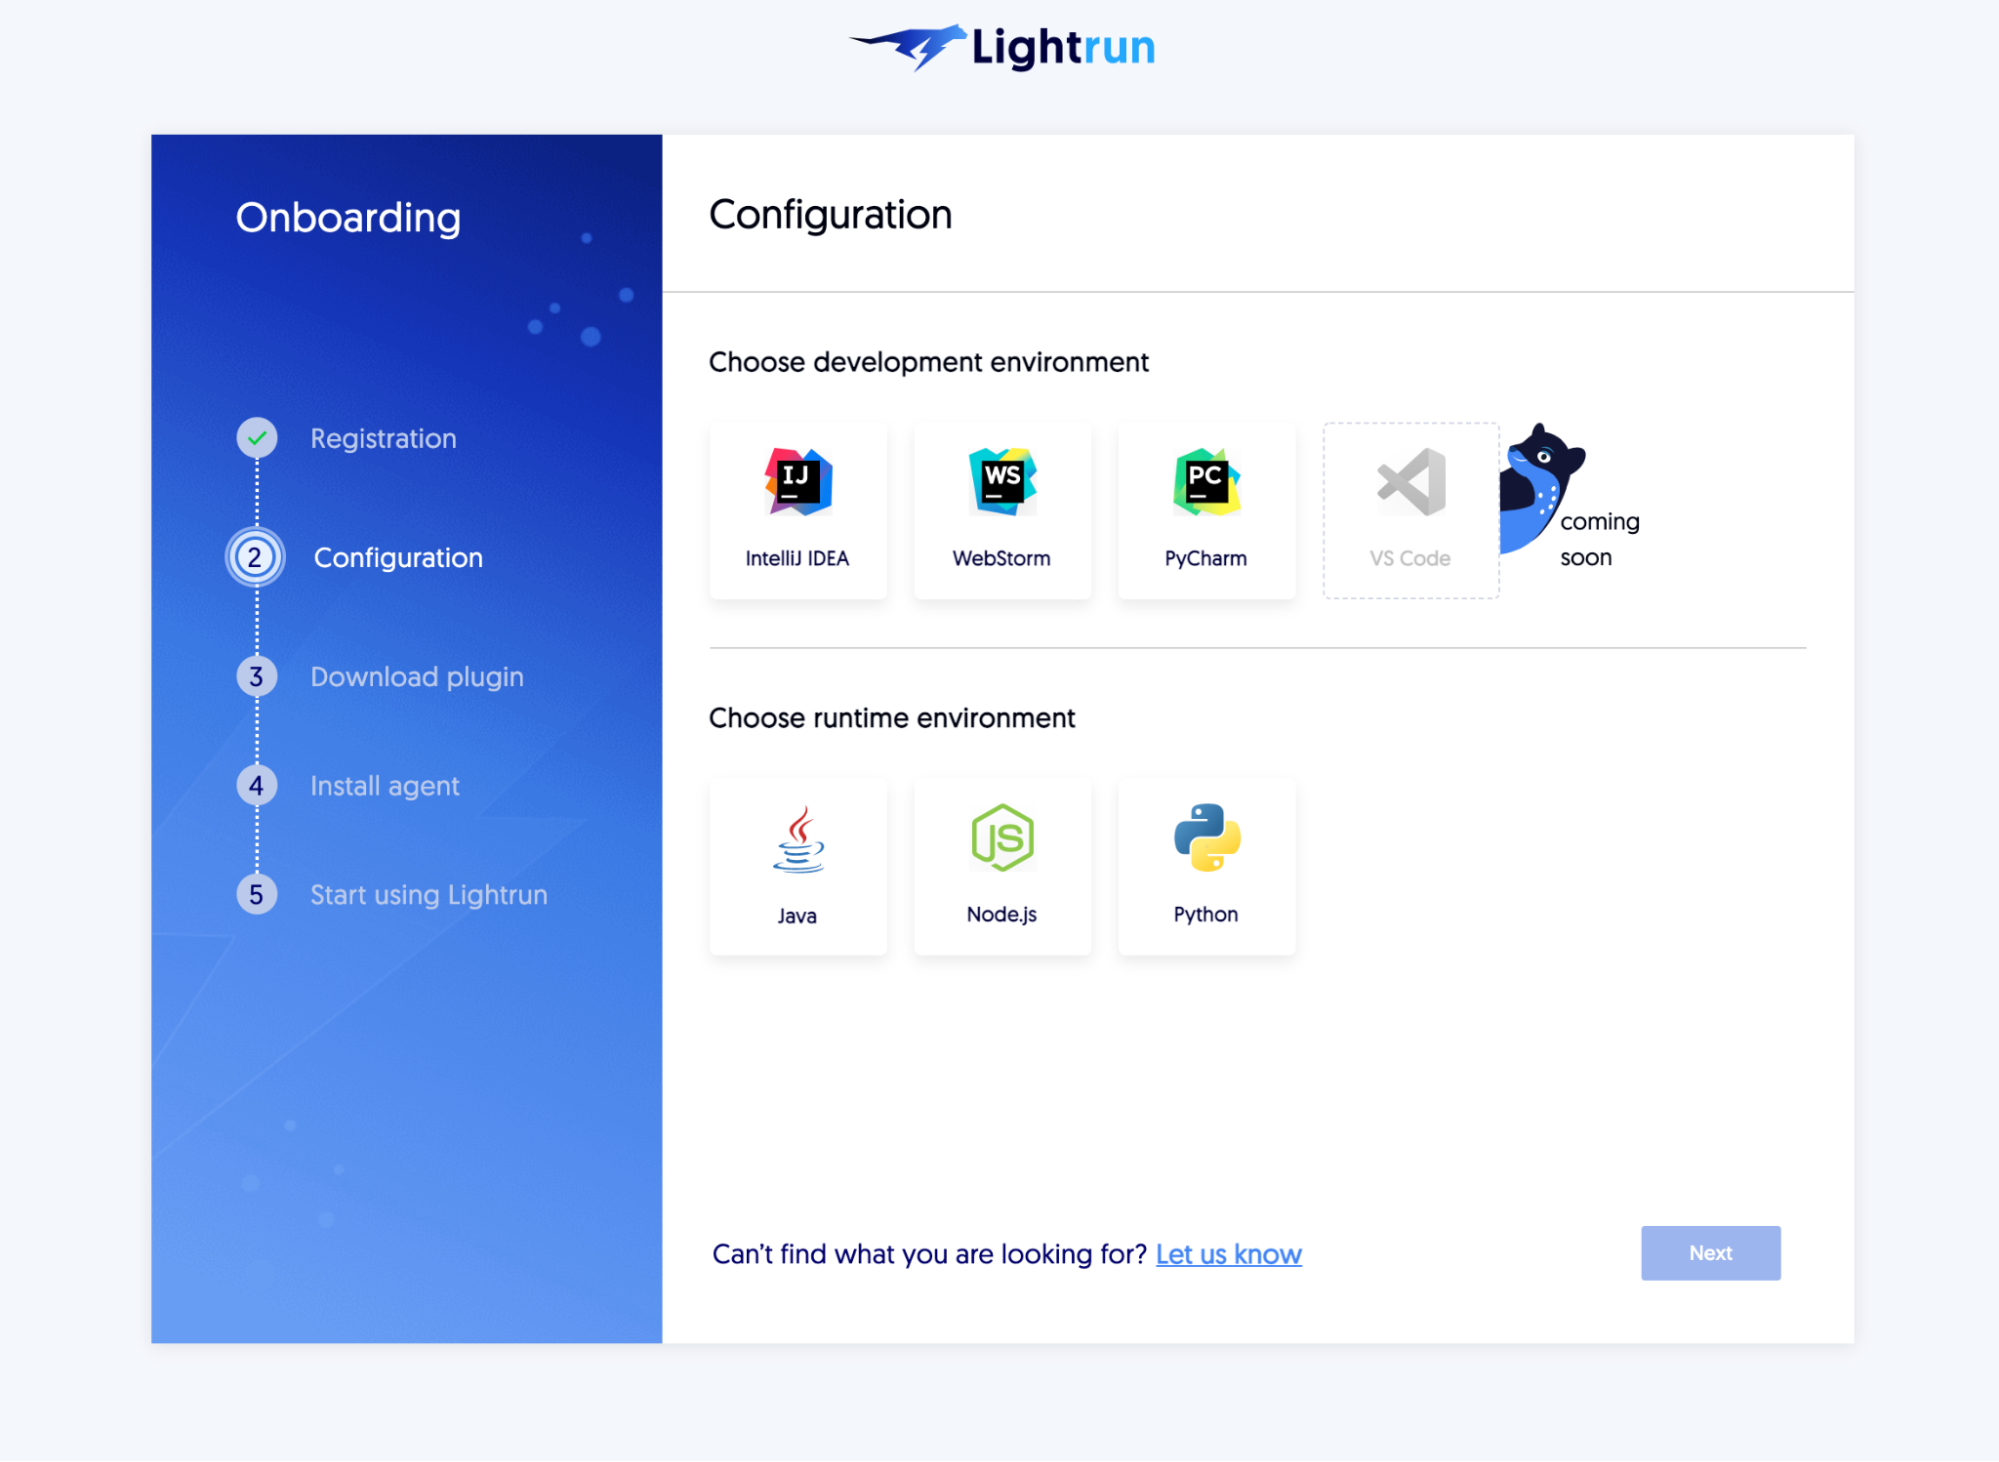 Lightrun
Onboarding
Registration
2 Configuration
3 Download plugin
4 Install agent
5 Start using Lightrun
Configuration
Choose development environment
IJ
IntelliJ IDEA
WS
WebStorm
PC
PyCharm
VS Code
coming
soon
Choose runtime environment
Java
JS
Node.js
Python
Can’t find what you are looking for? Let us know
Next